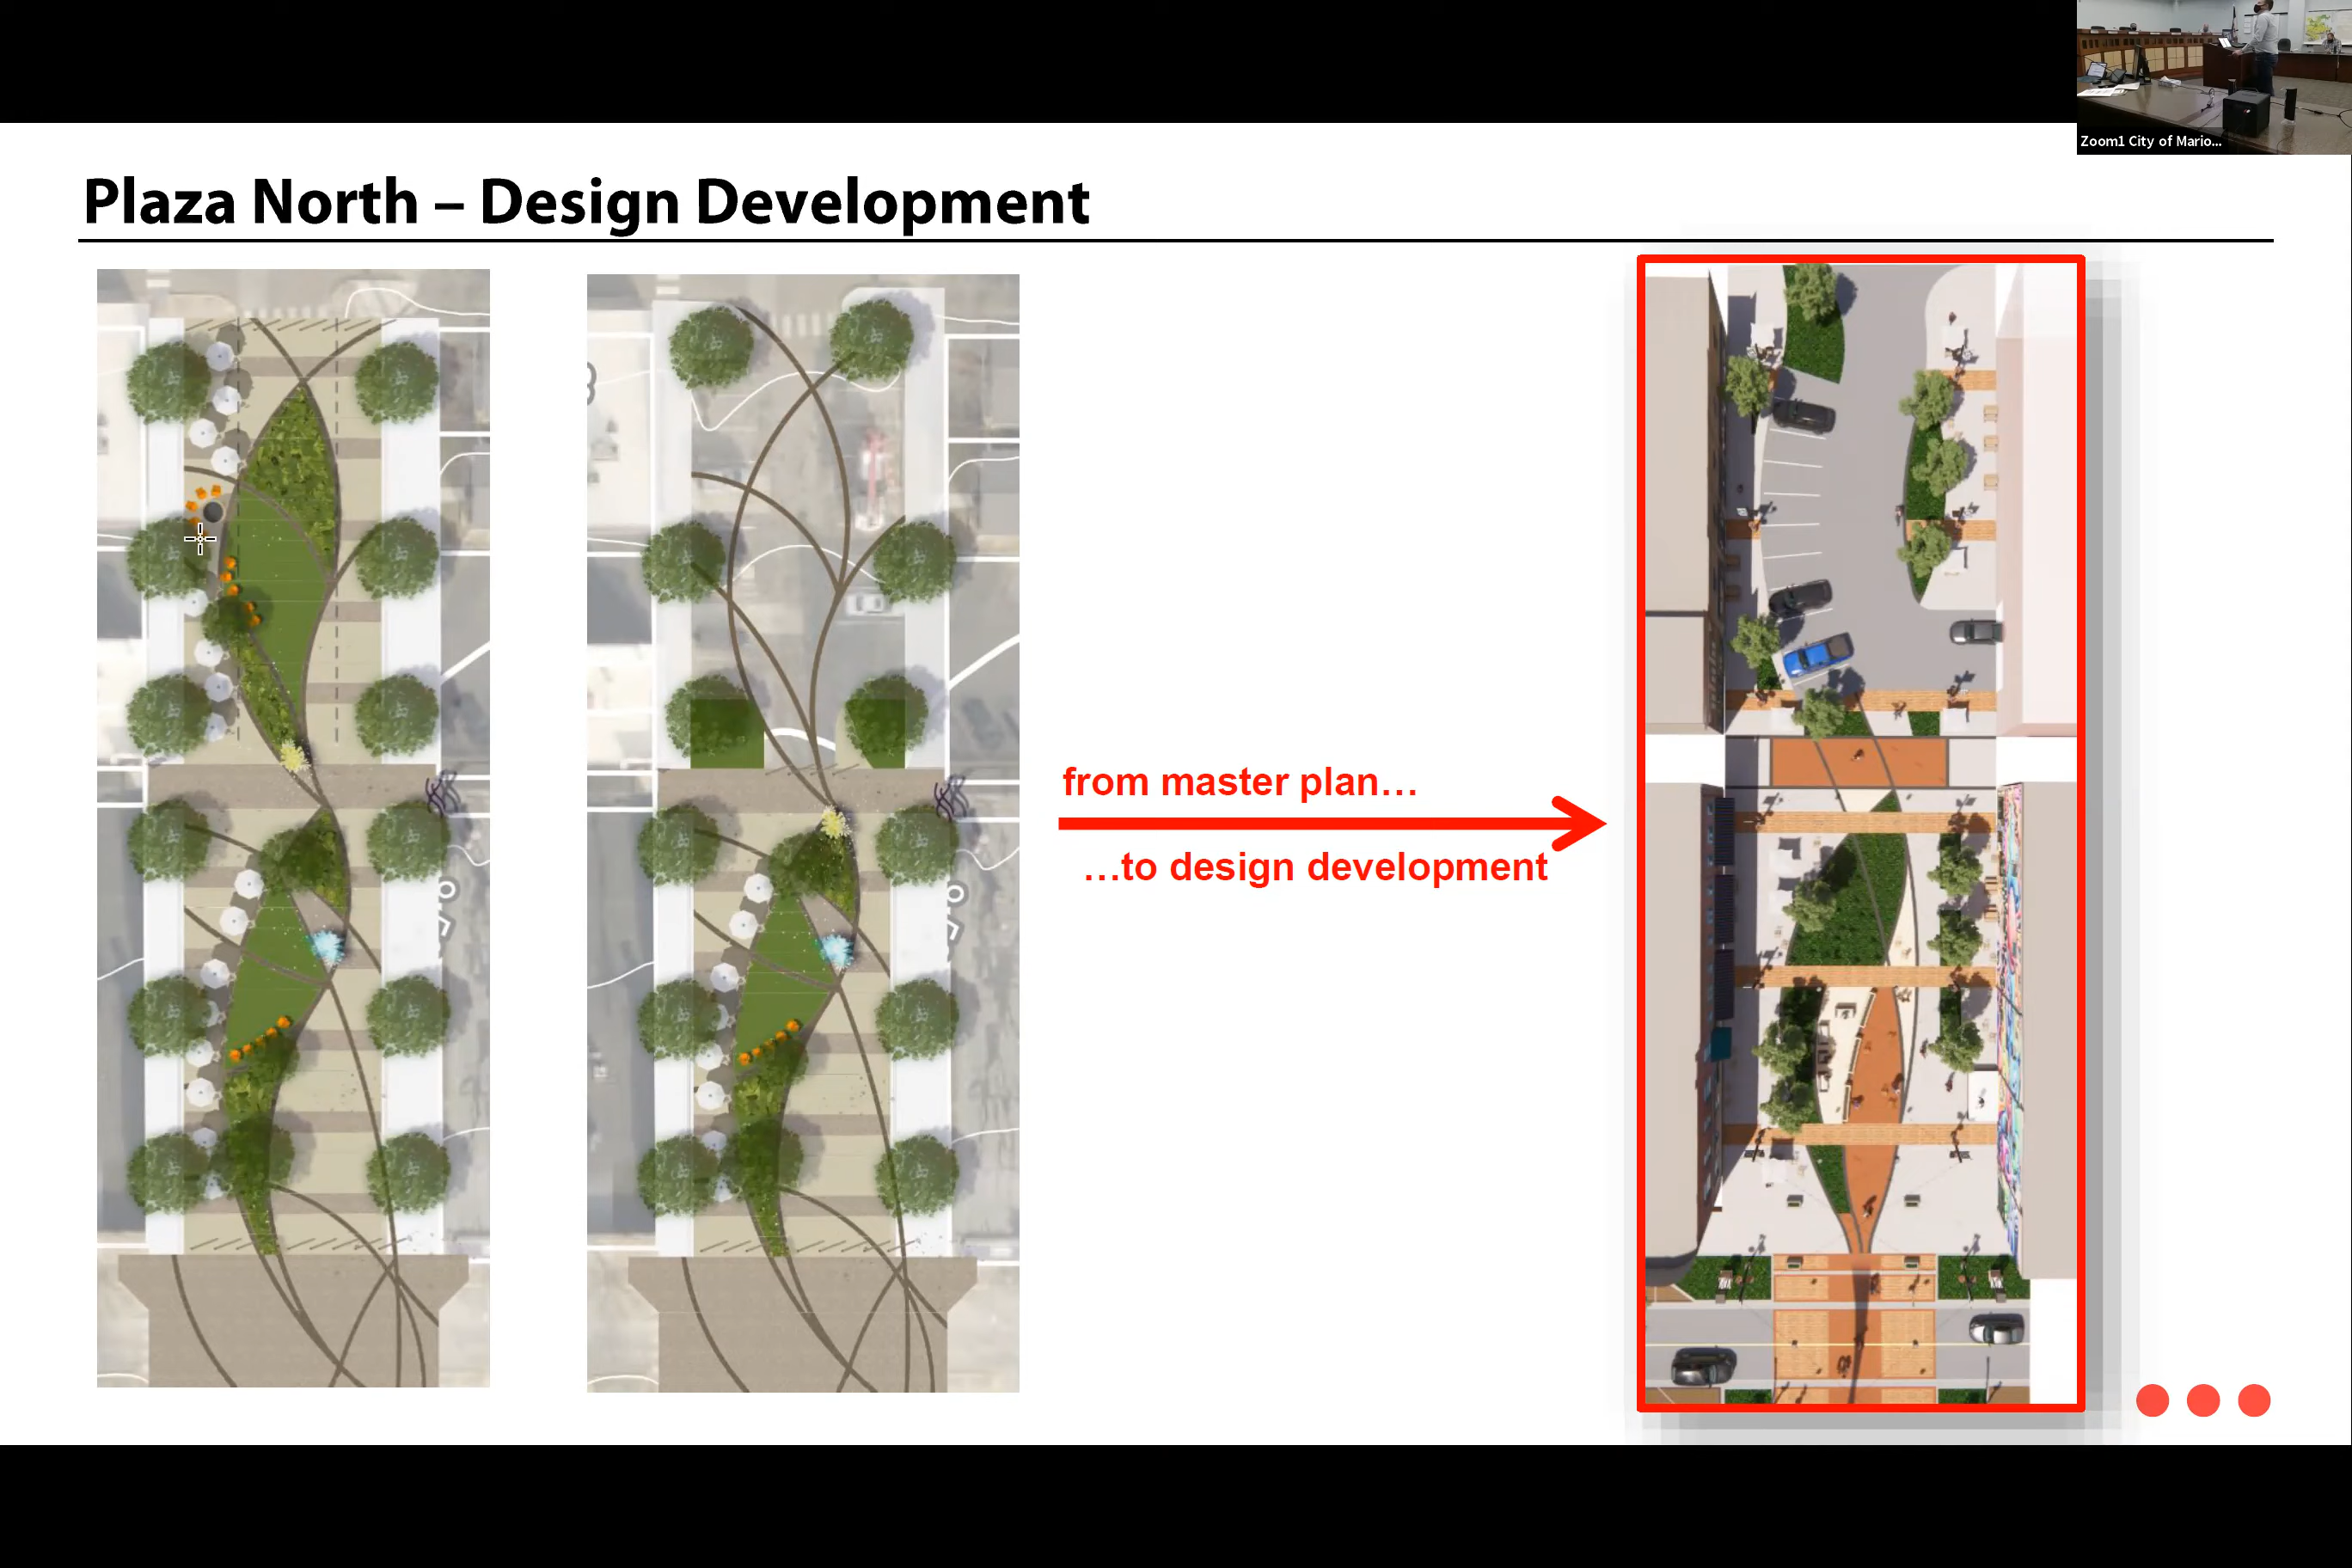 Zoom1 City of Mario...
Plaza North – Design Development
from master plan…
…to design development